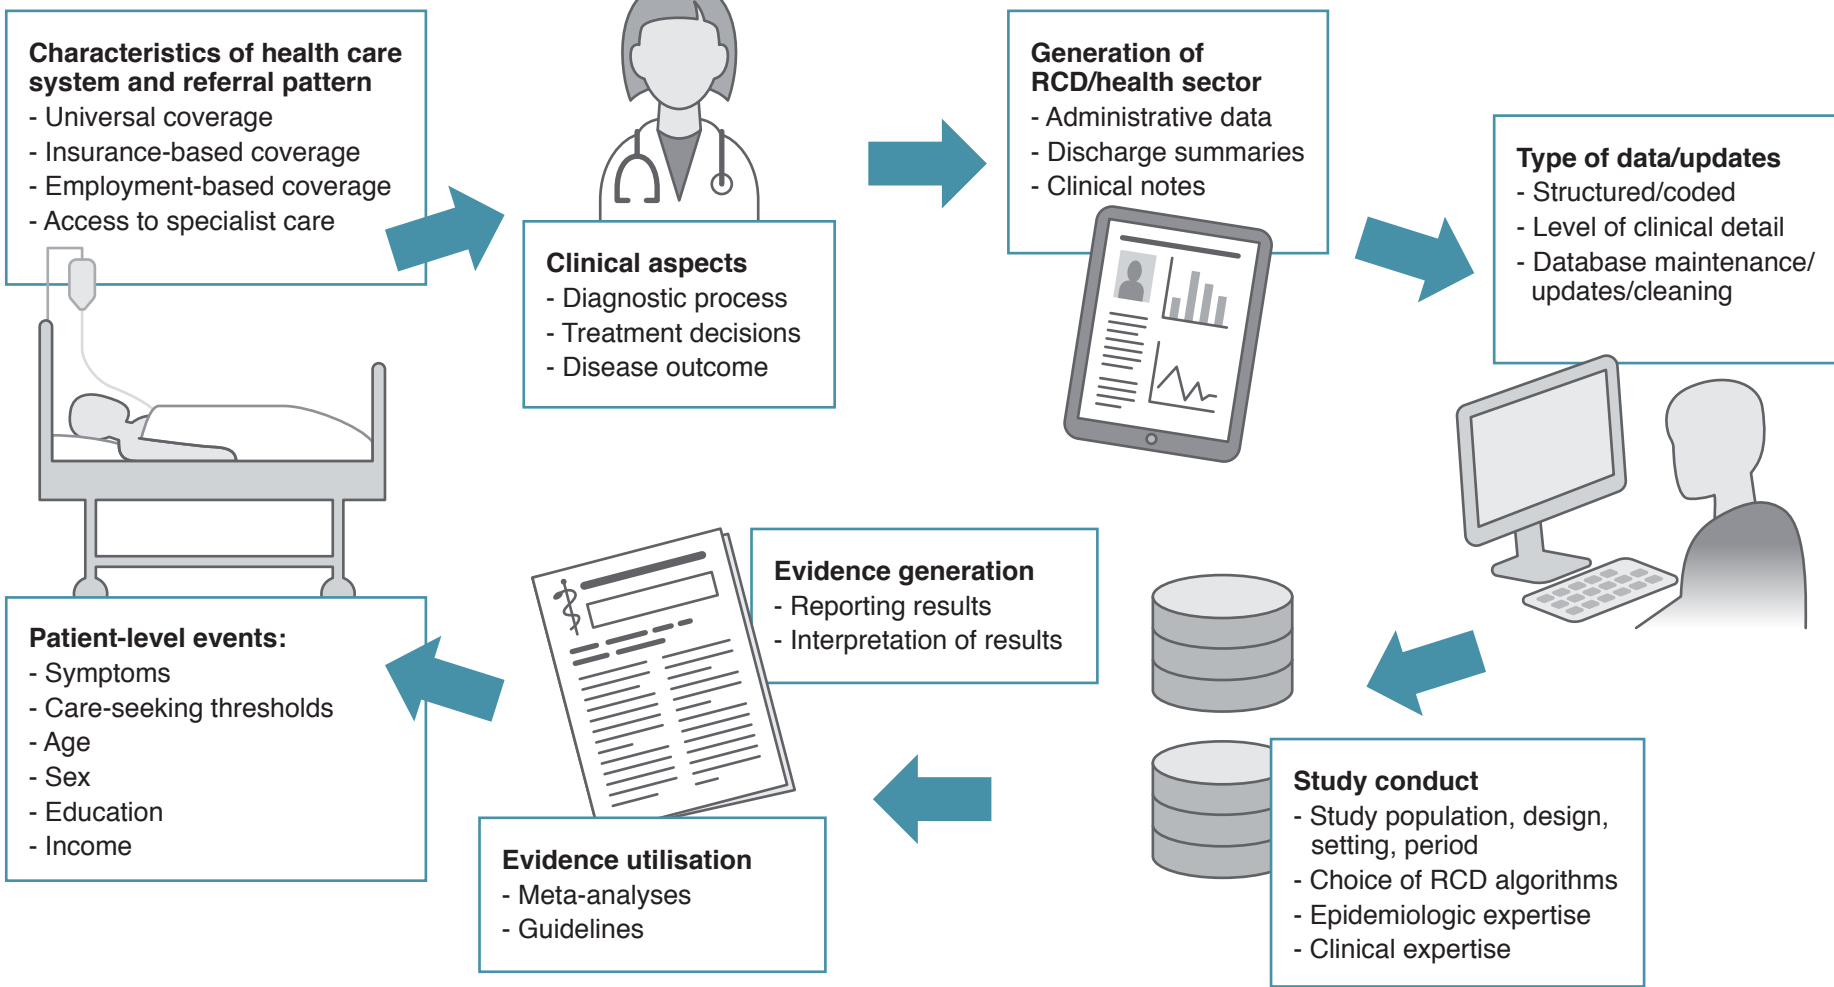 Characteristics of health care
system and referral pattern
- Universal coverage
- Insurance-based coverage
- Employment-based coverage
- Access to specialist care
Clinical aspects
- Diagnostic process
- Treatment decisions
- Disease outcome
Generation of
RCD/health sector
- Administrative data
- Discharge summaries
- Clinical notes
Type of data/updates
- Structured/coded
- Level of clinical detail
- Database maintenance/
updates/cleaning
Study conduct
- Study population, design,
setting, period
- Choice of RCD algorithms
- Epidemiologic expertise
- Clinical expertise
Evidence generation
- Reporting results
- Interpretation of results
Evidence utilisation
- Meta-analyses
- Guidelines
Patient-level events:
- Symptoms
- Care-seeking thresholds
- Age
- Sex
- Education
- Income